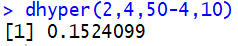 > dhyper(2,4,50-4,10)
[1] 0.1524099